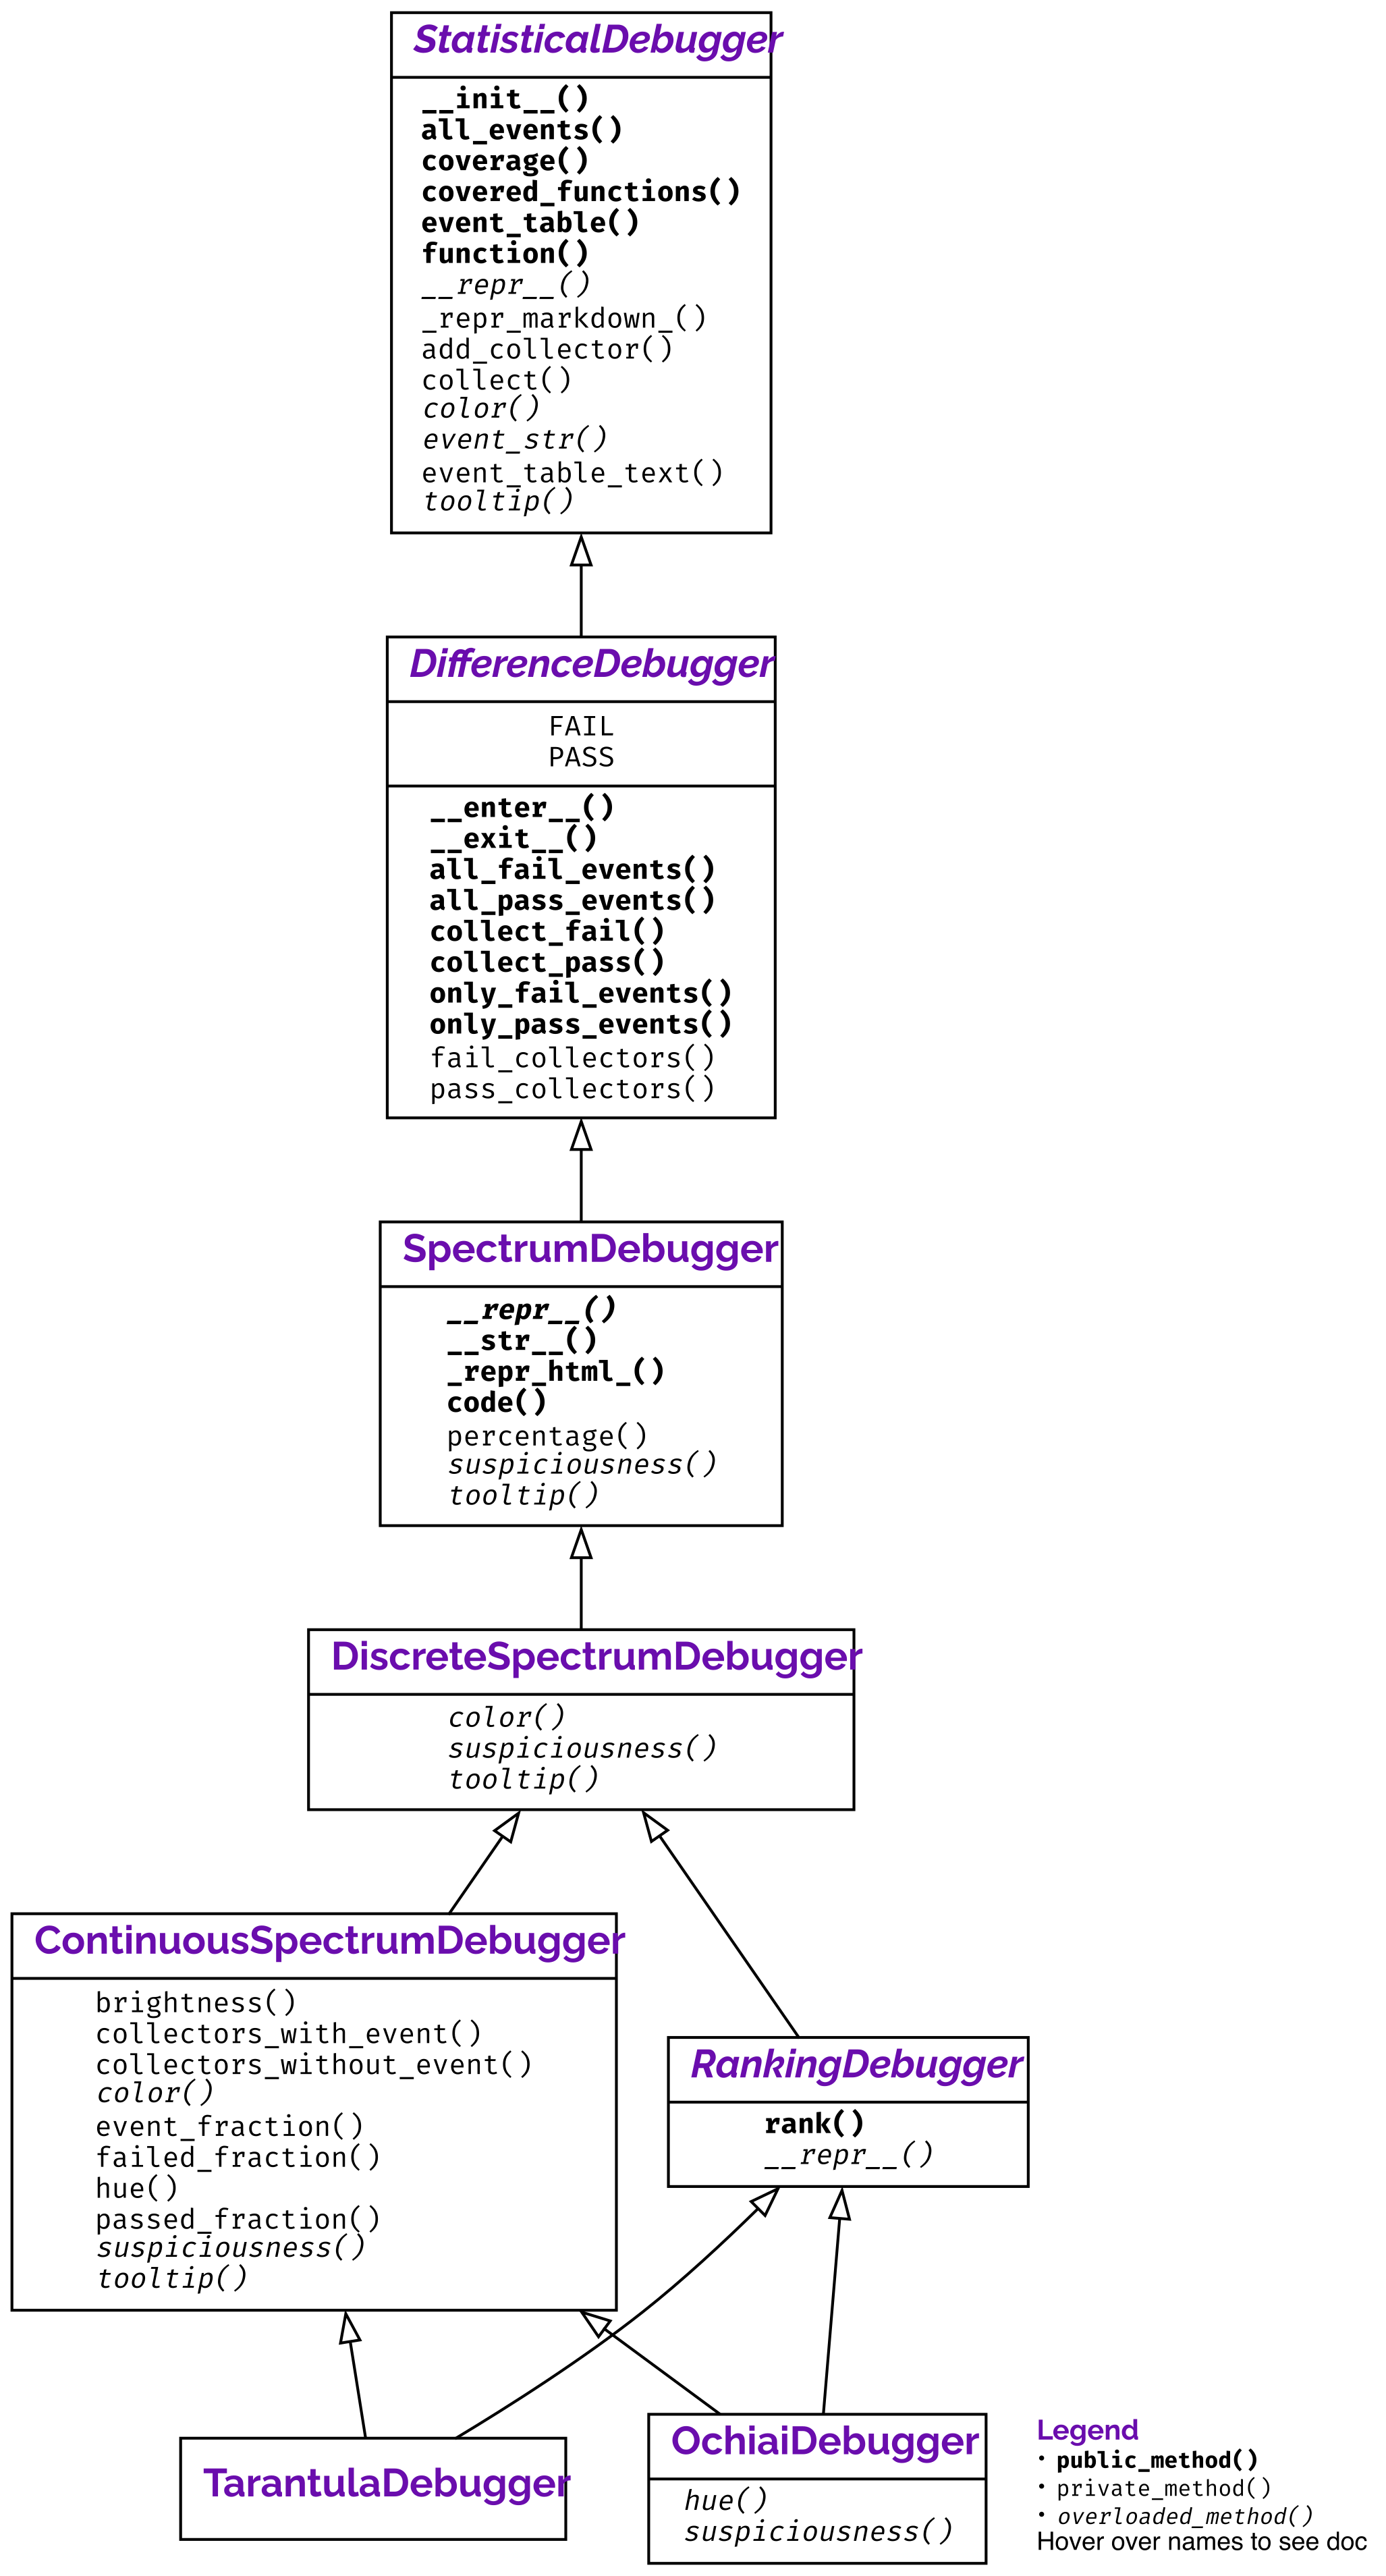 StatisticalDebugger
__init__()
all_events()
coverage()
covered_functions()
event_table()
function()
__repr__()
_repr_markdown_()
add_collector()
collect()
color()
event_str()
event_table_text()
tooltip()
DifferenceDebugger
FAIL
PASS
__enter__()
__exit__()
all_fail_events()
all_pass_events()
collect_fail()
collect_pass()
only_fail_events()
only_pass_events()
fail_collectors()
pass_collectors()
SpectrumDebugger
__repr__()
__str__()
_repr_html_()
code()
percentage()
suspiciousness()
tooltip()
DiscreteSpectrumDebugger
color()
suspiciousness()
tooltip()
ContinuousSpectrumDebugger
brightness()
collectors_with_event()
collectors_without_event()
color()
event_fraction()
failed_fraction()
hue()
passed_fraction()
suspiciousness()
tooltip()
RankingDebugger
rank()
__repr__()
TarantulaDebugger
OchiaiDebugger
hue()
suspiciousness()
Legend
• public_method()
• private_method()
• overloaded_method()
Hover over names to see doc